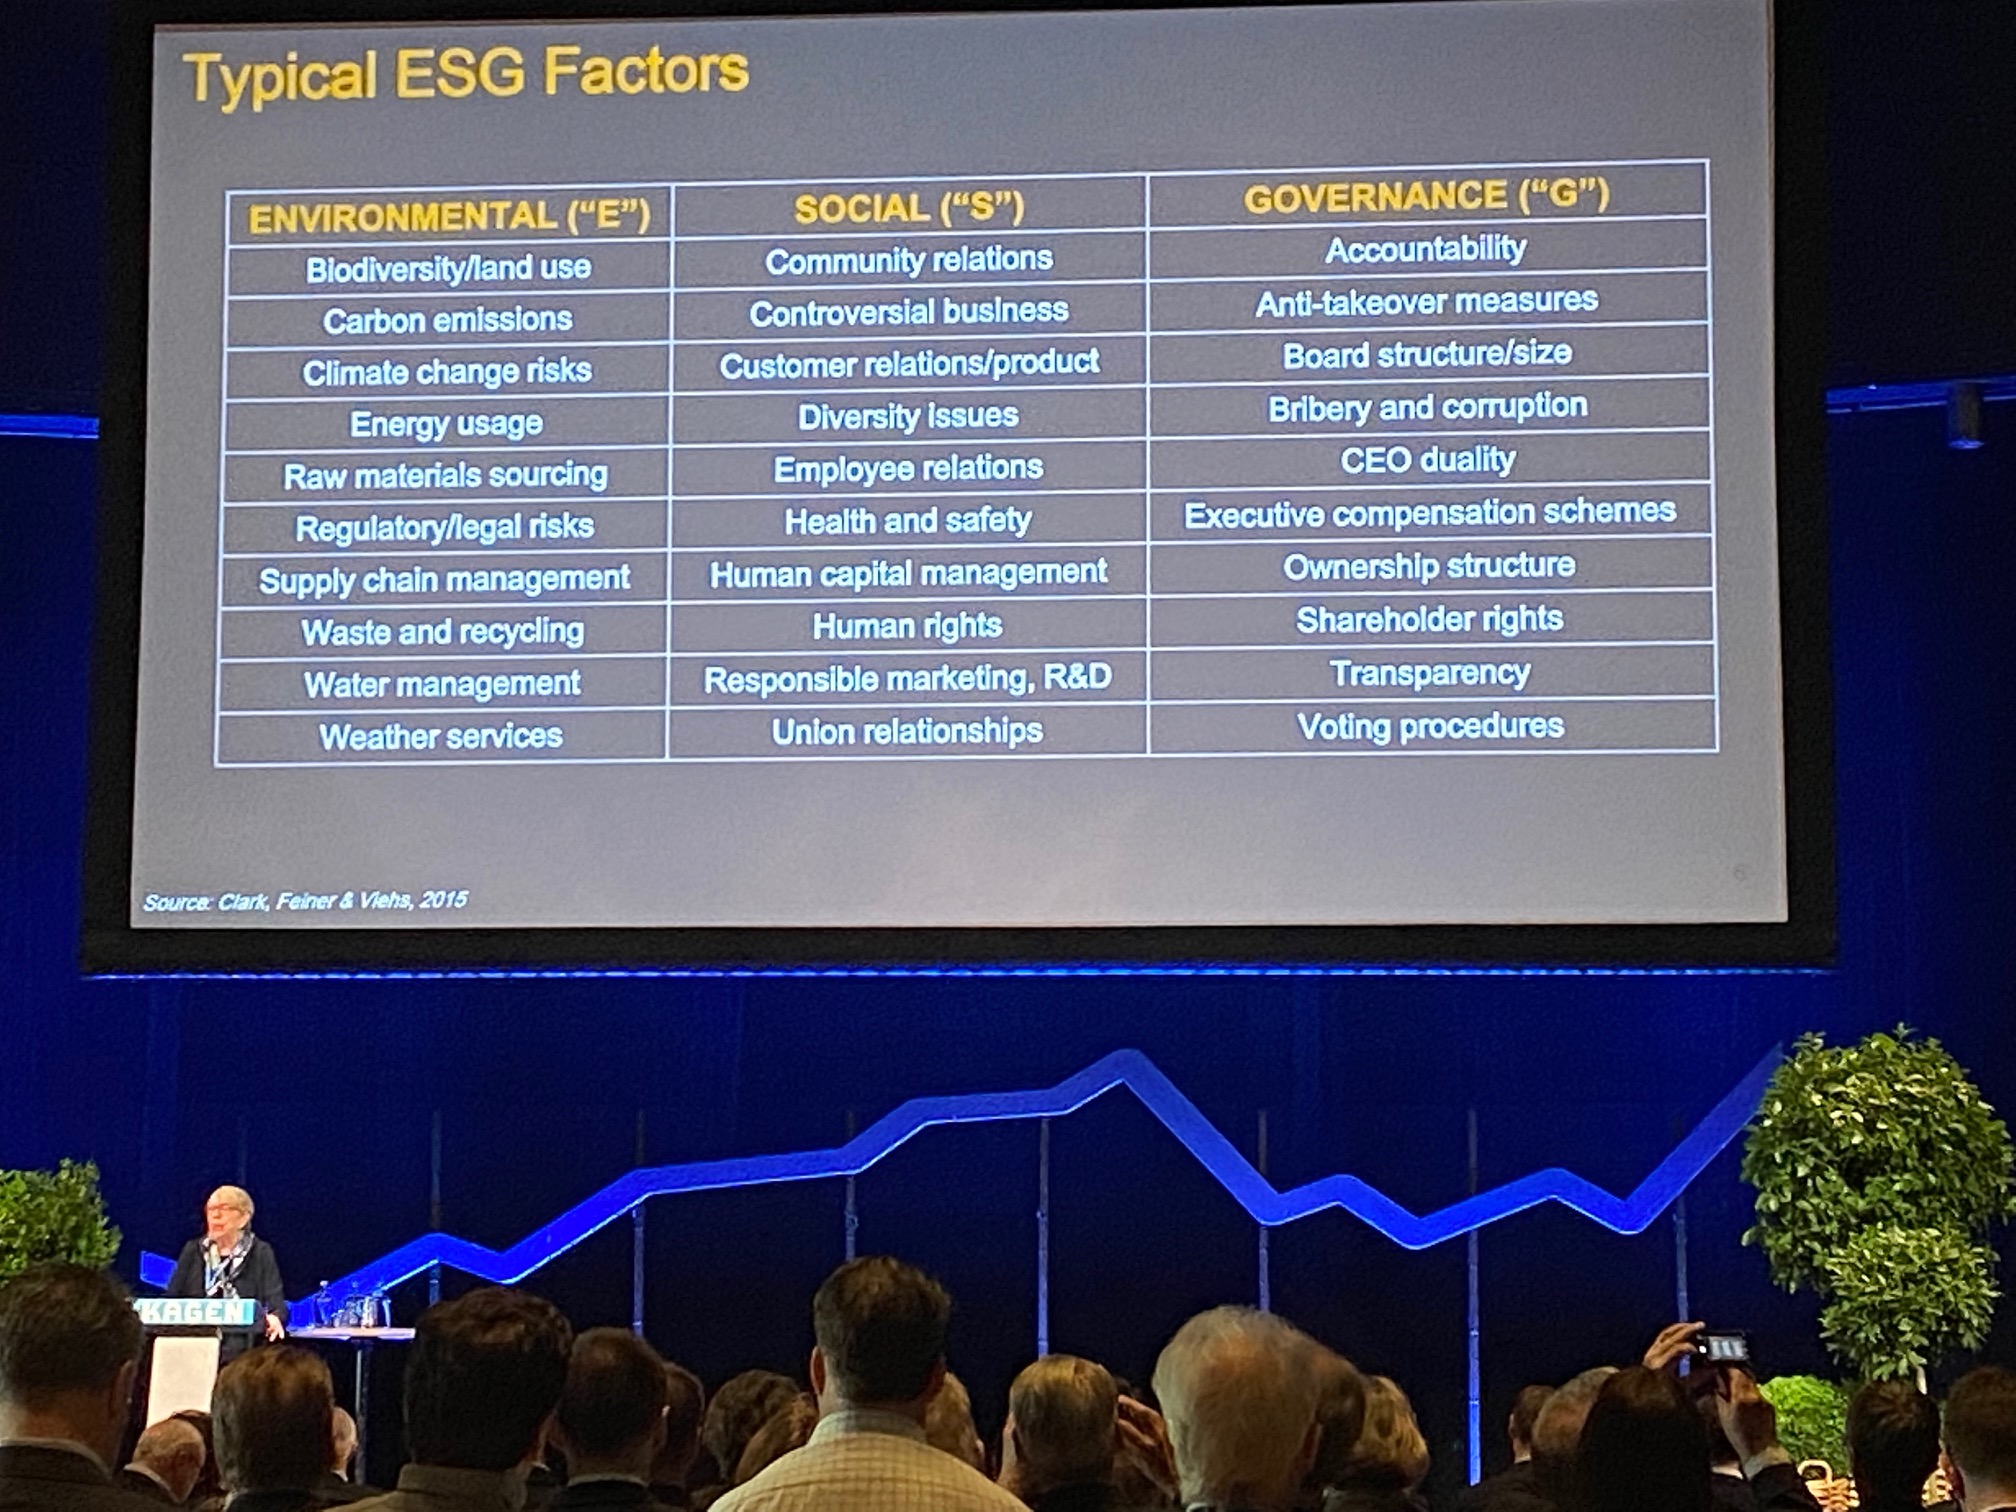 Typical ESG Factors
ENVIRONMENTAL (“E”) SOCIAL (“S”) GOVERNANCE (“G”)
Biodiversity/land use Community relations Accountability
Carbon emissions Controversial business Anti-takeover measures
Climate change risks Customer relations/product Board structure/size
Energy usage Diversity issues Bribery and corruption
Raw materials sourcing Employee relations CEO duality
Regulatory/legal risks Health and safety Executive compensation schemes
Supply chain management Human capital management Ownership structure
Waste and recycling Human rights Shareholder rights
Water management Responsible marketing, R&D Transparency
Weather services Union relationships Voting procedures
Source: Clark, Feiner & Viehs, 2015
KAGEN